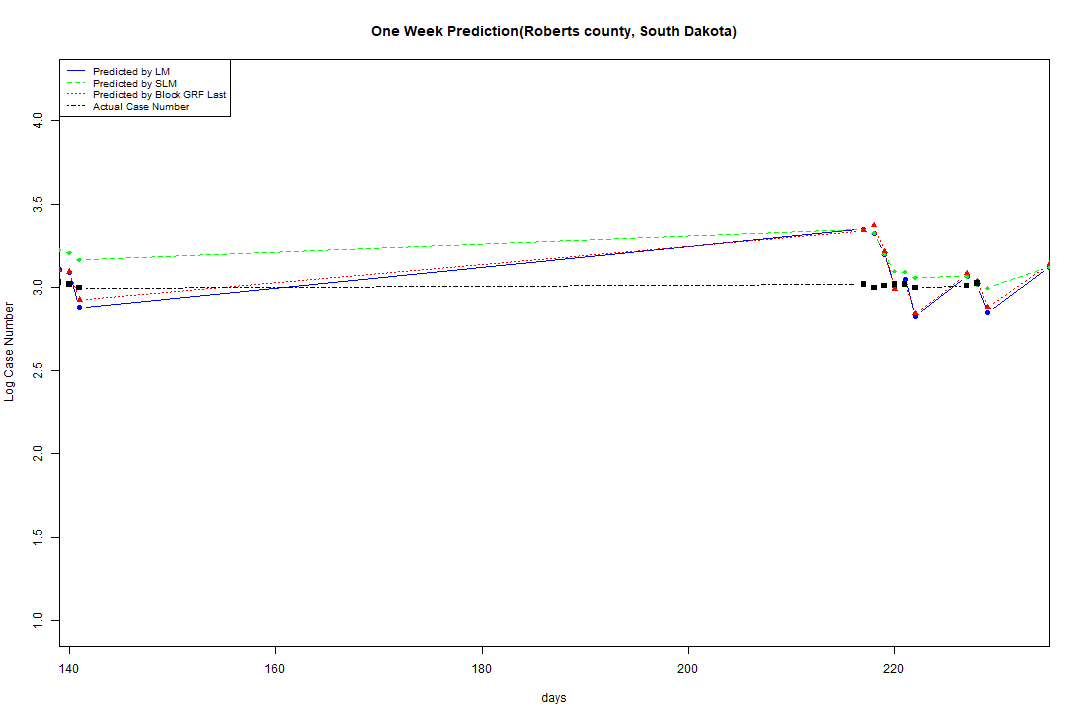 One Week Prediction(Roberts county, South Dakota)
Predicted by LM
Predicted by SLM
Predicted by Block GRF Last
Actual Case Number
4.0
3.5
3.0
2.5
2.0
1.5
1.0
Log Case Number
140 160 180 200 220
days